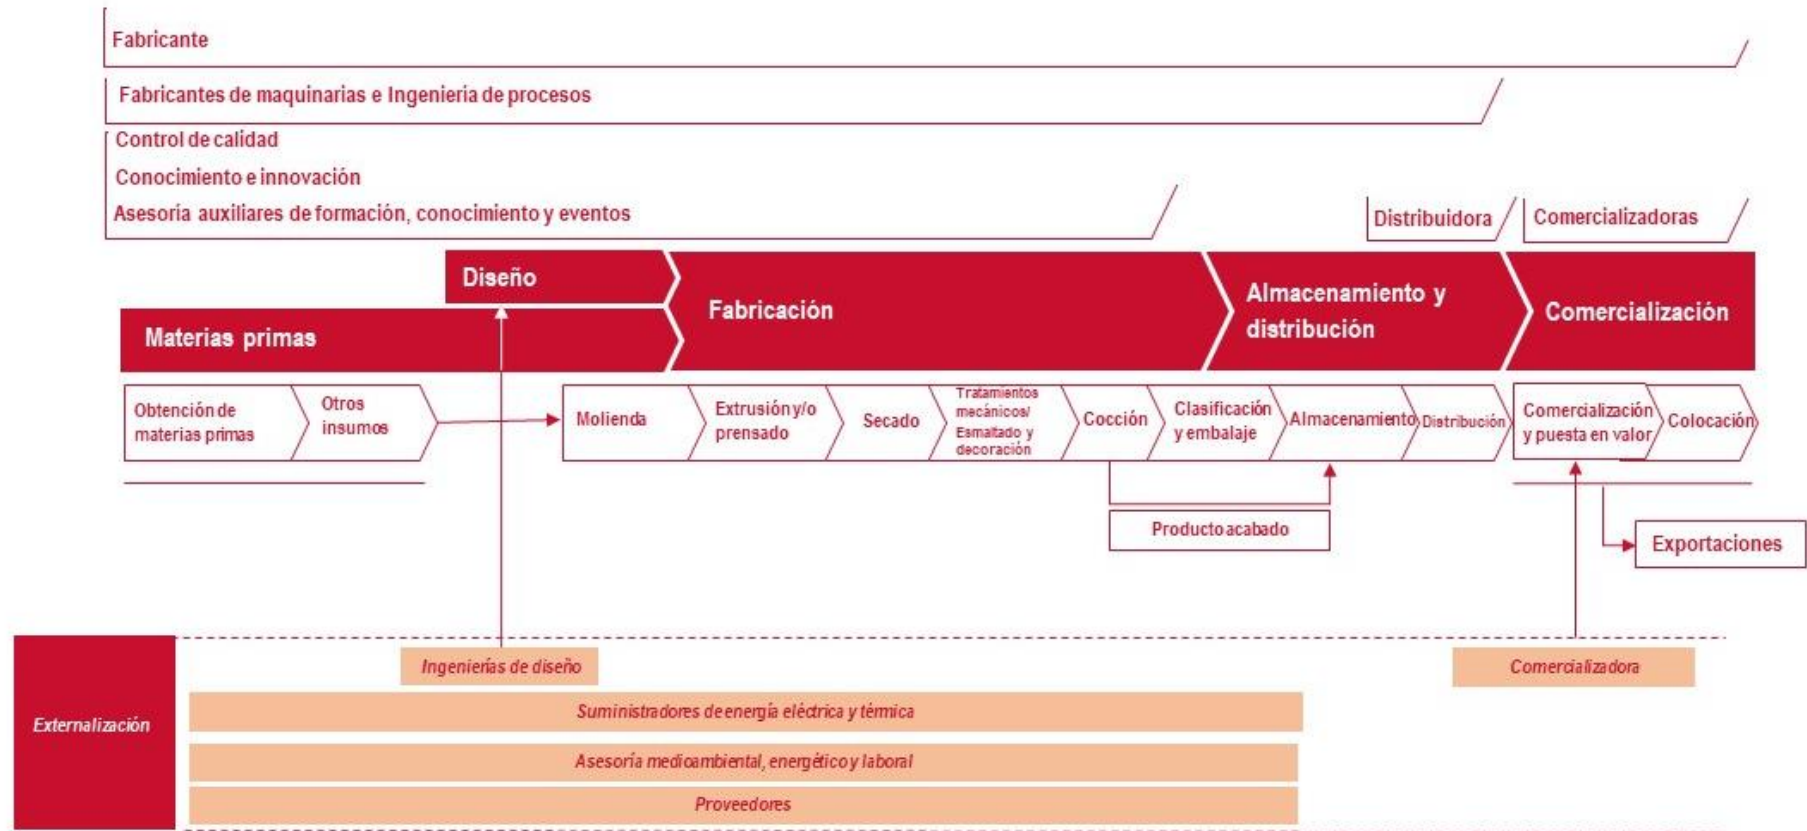 Fabricante
Fabricantes de maquinarias e Ingeniería de procesos
Control de calidad
Conocimiento e innovación
Asesoría auxiliares de formación, conocimiento y eventos
Distribuidora
Comercializadoras
Diseño
Materias primas
Fabricación
Almacenamiento y
distribución
Comercialización
Obtención de
materias primas
Otros
insumos
Molienda
Extrusión y/o
prensado
Secado
Tratamientos
mecánicos/
Esmaltado y
decoración
Cocción
Clasificación
y embalaje
Almacenamiento
Distribución
Comercialización
y puesta en valor
Colocación
Producto acabado
Exportaciones
Externalización
Ingenierías de diseño
Comercializadora
Suministradores de energía eléctrica y térmica
Asesoría medioambiental, energético y laboral
Proveedores